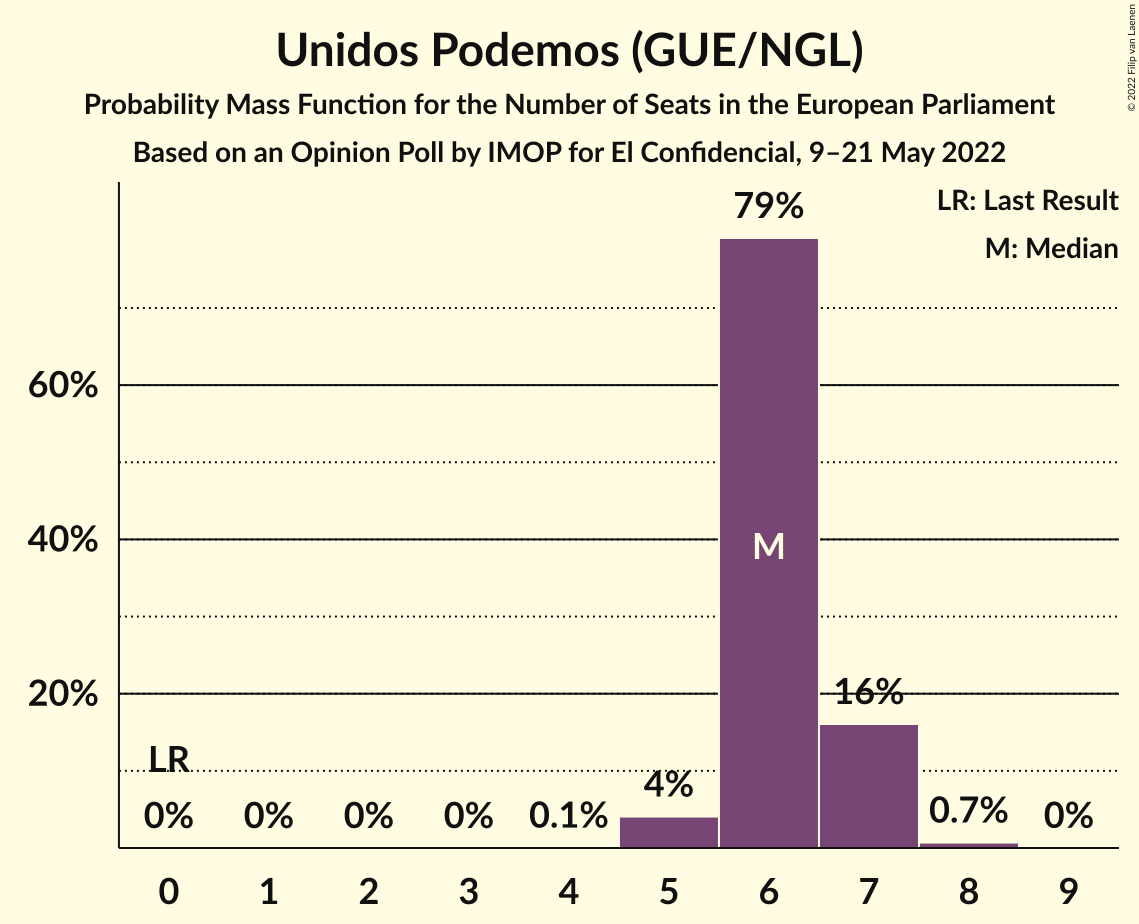 Unidos Podemos (GUE/NGL)
Probability Mass Function for the Number of Seats in the European Parliament
Based on an Opinion Poll by IMOP for El Confidencial, 9–21 May 2022
© 2022 Filip van Laenen
LR: Last Result
M: Median
79%
60%
40%
M
20%
16%
LR
4%
0%
0%
0%
0%
0.1%
0.7%
0%
0
1
2
3
4
5
6
7
8
9